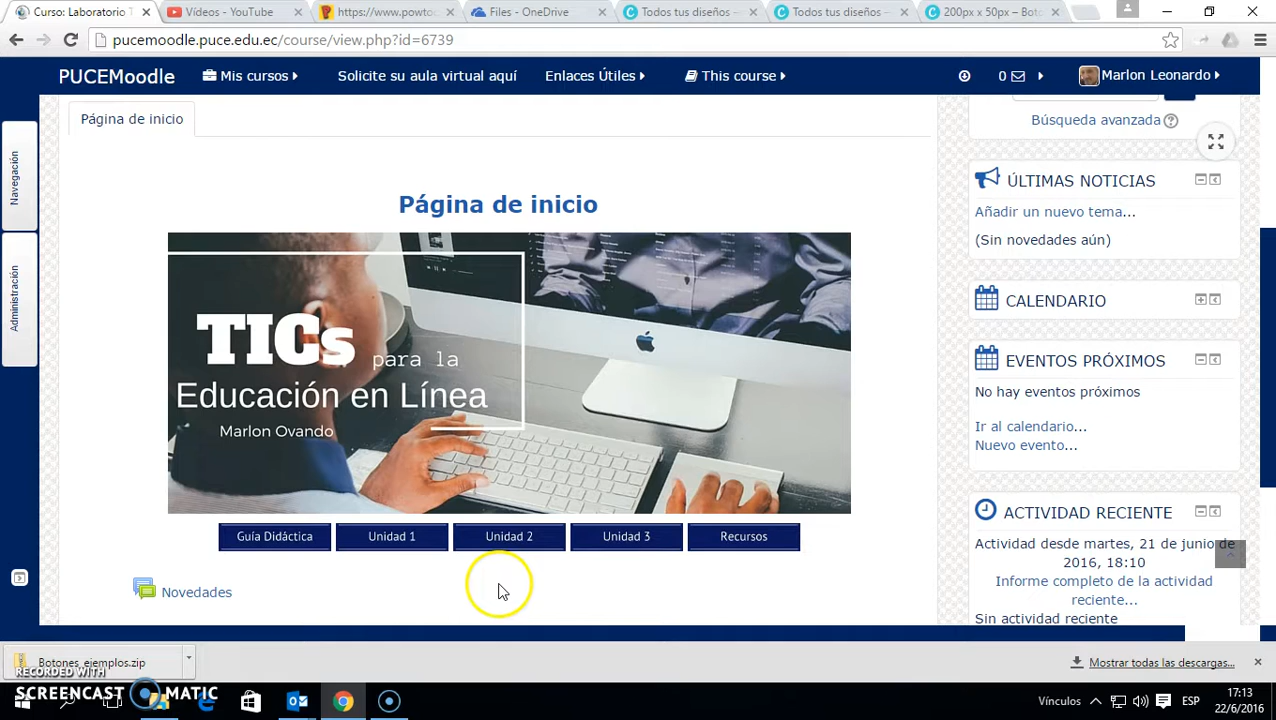 Curso: Laboratorio T
Vídeos - YouTube
https://www.powtoo
Files - OneDrive
Todos tus diseños –
Todos tus diseños –
200px x 50px – Boto
pucemoodle.puce.edu.ec/course/view.php?id=6739
PUCEMoodle
Mis cursos
Solicite su aula virtual aquí
Enlaces Útiles
This course
0
Marlon Leonardo
Navegación
Administración
Página de inicio
Página de inicio
TICs para la
Educación en Línea
Marlon Ovando
Guía Didáctica
Unidad 1
Unidad 2
Unidad 3
Recursos
Novedades
Búsqueda avanzada
ÚLTIMAS NOTICIAS
Añadir un nuevo tema...
(Sin novedades aún)
CALENDARIO
EVENTOS PRÓXIMOS
No hay eventos próximos
Ir al calendario...
Nuevo evento...
ACTIVIDAD RECIENTE
Actividad desde martes, 21 de junio de
2016, 18:10
Informe completo de la actividad
reciente...
Sin actividad reciente
Botones_ejemplos.zip
Mostrar todas las descargas...
RECORDED WITH
SCREENCAST MATIC
Vínculos
ESP
17:13
22/6/2016